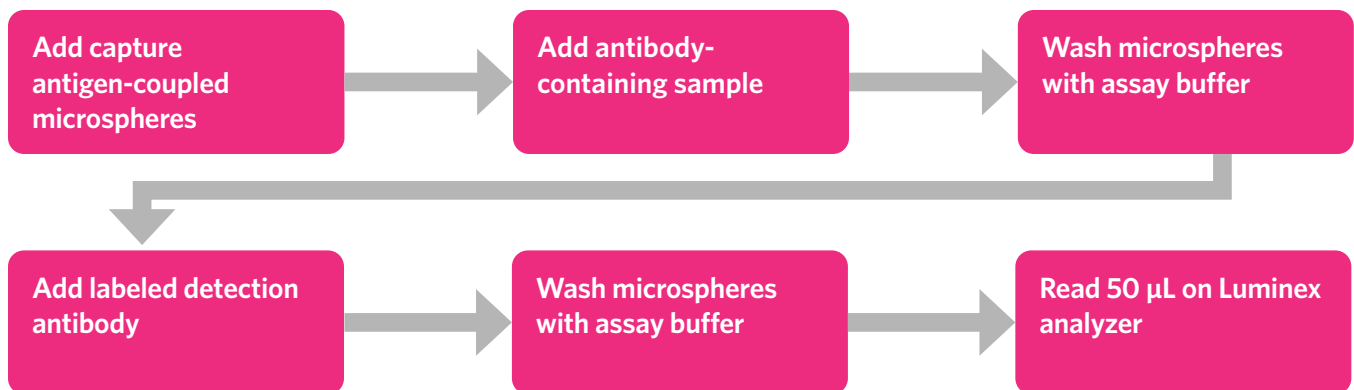 Add capture
antigen-coupled
microspheres
Add antibody-
containing sample
Wash microspheres
with assay buffer
Add labeled detection
antibody
Wash microspheres
with assay buffer
Read 50 µL on Luminex
analyzer